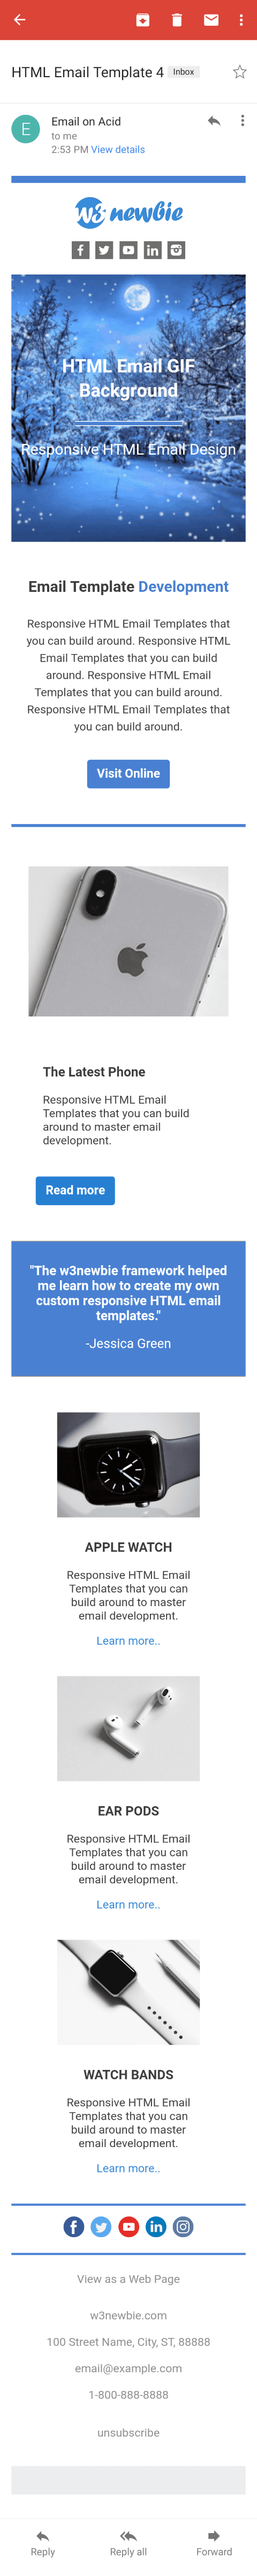 HTML Email Template 4 Inbox
E
Email on Acid
to me
2:53 PM View details
w3 newbie
HTML Email GIF
Background
Responsive HTML Email Design
Email Template Development
Responsive HTML Email Templates that
you can build around. Responsive HTML
Email Templates that you can build
around. Responsive HTML Email
Templates that you can build around.
Responsive HTML Email Templates that
you can build around.
Visit Online
The Latest Phone
Responsive HTML Email
Templates that you can build
around to master email
development.
Read more
"The w3newbie framework helped
me learn how to create my own
custom responsive HTML email
templates."
-Jessica Green
APPLE WATCH
Responsive HTML Email
Templates that you can
build around to master
email development.
Learn more..
EAR PODS
Responsive HTML Email
Templates that you can
build around to master
email development.
Learn more..
WATCH BANDS
Responsive HTML Email
Templates that you can
build around to master
email development.
Learn more..
View as a Web Page
w3newbie.com
100 Street Name, City, ST, 88888
email@example.com
1-800-888-8888
unsubscribe
Reply Reply all Forward